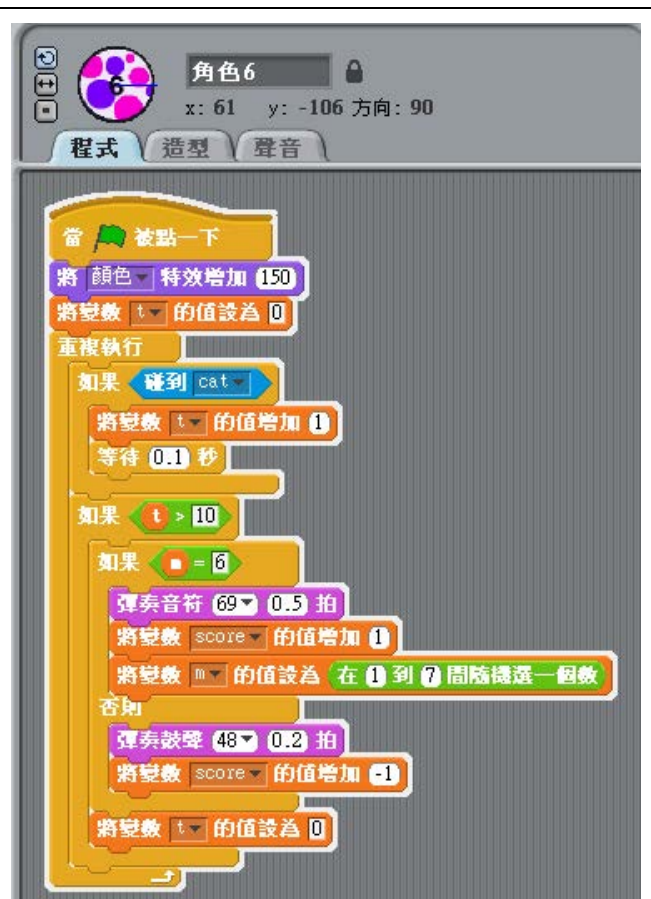 角色6
6
x: 61 y: -106 方向: 90
程式 造型 聲音
當 被點一下
將 顏色 特效增加 150
將變數 t 的值設為 0
重複執行
如果 碰到 cat
將變數 t 的值增加 1
等待 0.1 秒
如果 t > 10
如果 m = 6
彈奏音符 69 0.5 拍
將變數 score 的值增加 1
將變數 m 的值設為 在 1 到 7 間隨機選一個數
否則
彈奏鼓聲 48 0.2 拍
將變數 score 的值增加 -1
將變數 t 的值設為 0